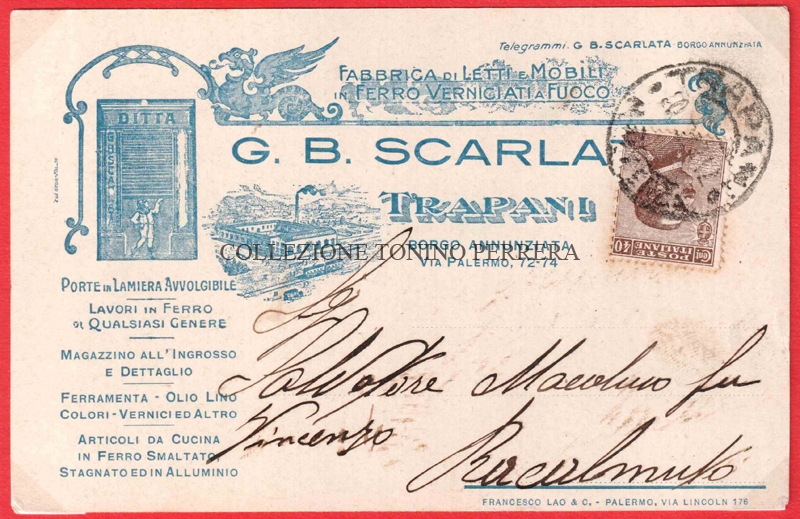 Telegrammi. G. B. SCARLATA - BORGO ANNUNZIATA
FABBRICA DI LETTI E MOBILI
IN FERRO VERNICIATI A FUOCO
DITTA
G. B. SCARLA
TRAPANI
BORGO ANNUNZIATA
VIA PALERMO, 72-74
COLLEZIONE TONINO PERRERA
TRAPANI
POSTE ITALIANE
CENT 40
PORTE IN LAMIERA AVVOLGIBILE
LAVORI IN FERRO
DI QUALSIASI GENERE
MAGAZZINO ALL'INGROSSO
E DETTAGLIO
FERRAMENTA - OLIO LINO
COLORI - VERNICI ED ALTRO
ARTICOLI DA CUCINA
IN FERRO SMALTATO
STAGNATO ED IN ALLUMINIO
Salvatore Macaluso fu
Vincenzo
Racalmuto
FRANCESCO LAO & C. - PALERMO, VIA LINCOLN 176